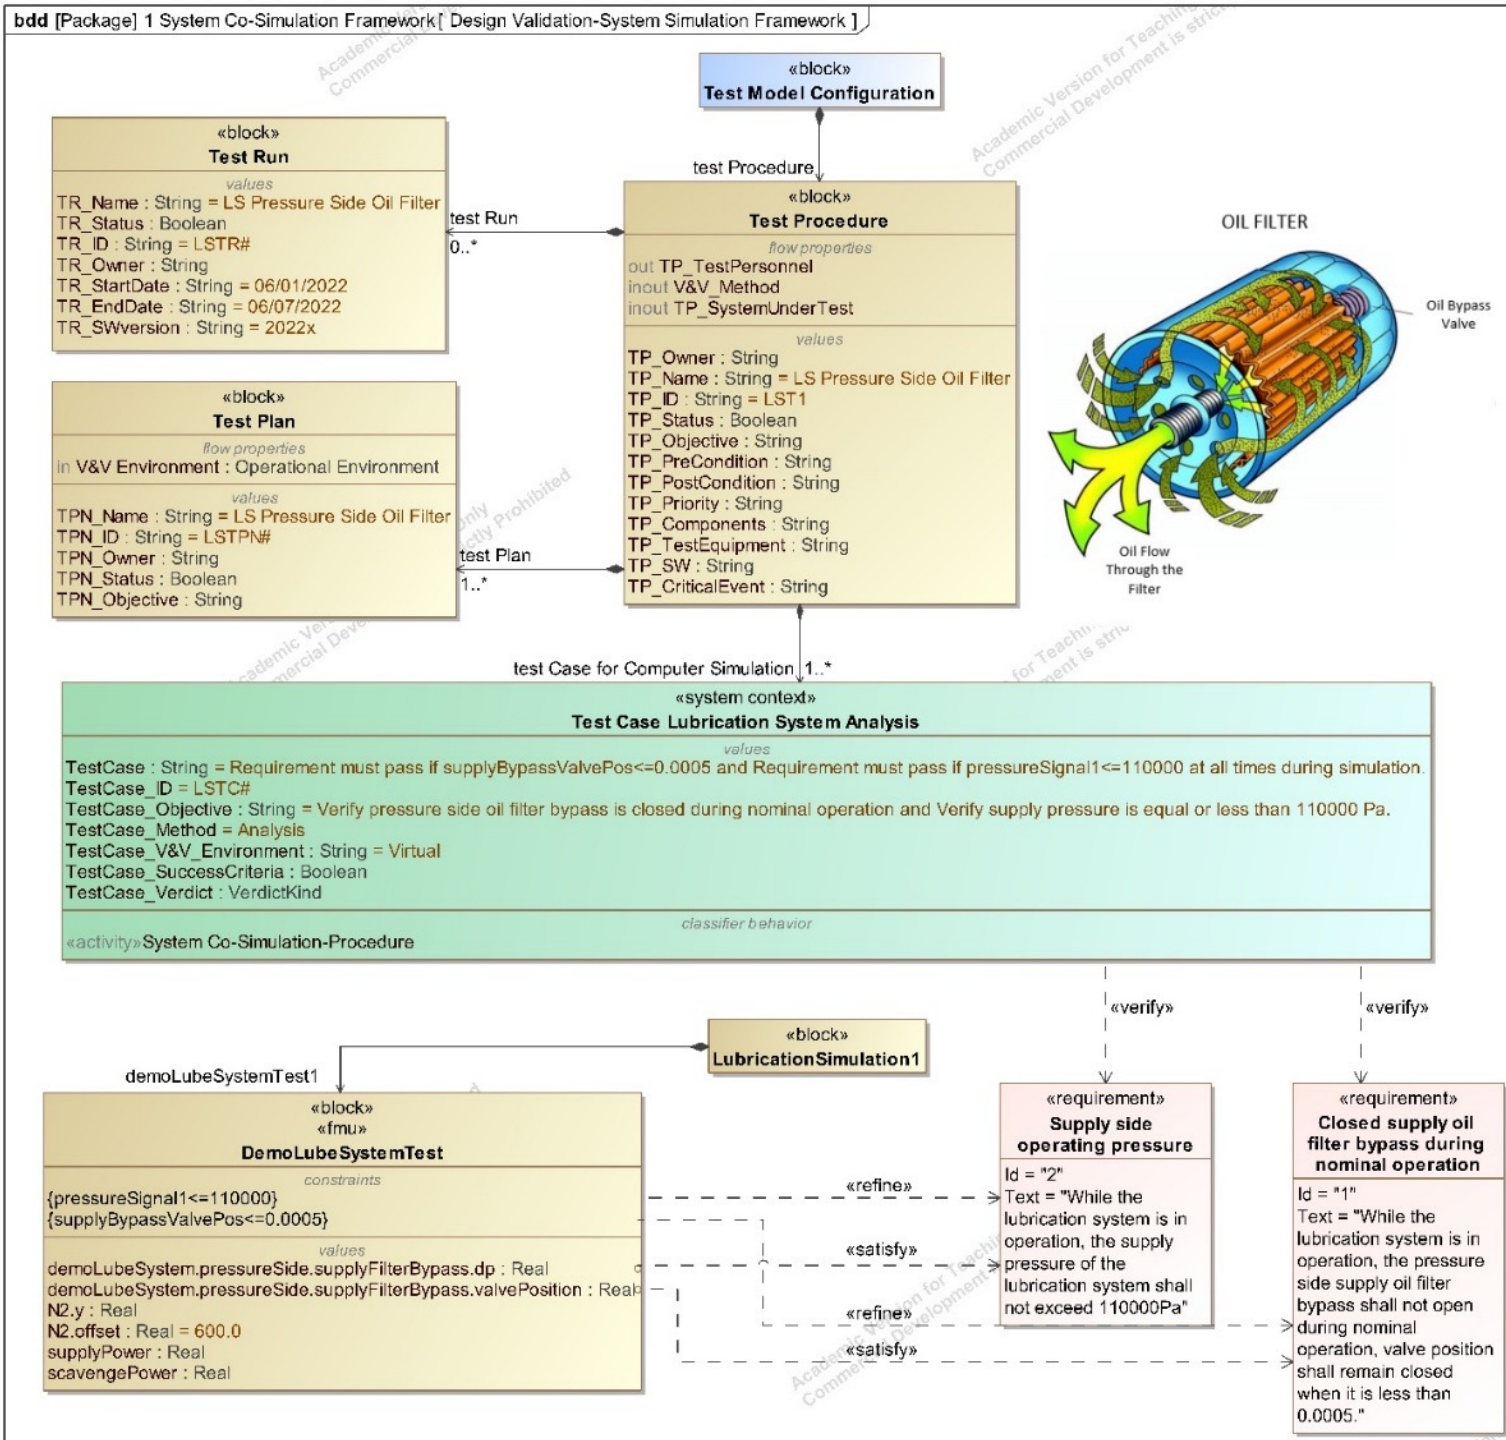 bdd [Package] 1 System Co-Simulation Framework[ Design Validation-System Simulation Framework ]
«block»
Test Model Configuration
test Procedure
«block»
Test Run
values
TR_Name : String = LS Pressure Side Oil Filter
TR_Status : Boolean
TR_ID : String = LSTR#
TR_Owner : String
TR_StartDate : String = 06/01/2022
TR_EndDate : String = 06/07/2022
TR_SWversion : String = 2022x
test Run
0..*
«block»
Test Procedure
flow properties
out TP_TestPersonnel
inout V&V_Method
inout TP_SystemUnderTest
values
TP_Owner : String
TP_Name : String = LS Pressure Side Oil Filter
TP_ID : String = LST1
TP_Status : Boolean
TP_Objective : String
TP_PreCondition : String
TP_PostCondition : String
TP_Priority : String
TP_Components : String
TP_TestEquipment : String
TP_SW : String
TP_CriticalEvent : String
OIL FILTER
Oil Bypass
Valve
Oil Flow
Through the
Filter
«block»
Test Plan
flow properties
in V&V Environment : Operational Environment
values
TPN_Name : String = LS Pressure Side Oil Filter
TPN_ID : String = LSTPN#
TPN_Owner : String
TPN_Status : Boolean
TPN_Objective : String
test Plan
1..*
test Case for Computer Simulation 1..*
«system context»
Test Case Lubrication System Analysis
values
TestCase : String = Requirement must pass if supplyBypassValvePos<=0.0005 and Requirement must pass if pressureSignal1<=110000 at all times during simulation.
TestCase_ID = LSTC#
TestCase_Objective : String = Verify pressure side oil filter bypass is closed during nominal operation and Verify supply pressure is equal or less than 110000 Pa.
TestCase_Method = Analysis
TestCase_V&V_Environment : String = Virtual
TestCase_SuccessCriteria : Boolean
TestCase_Verdict : VerdictKind
classifier behavior
«activity»System Co-Simulation-Procedure
«verify»
«verify»
«block»
LubricationSimulation1
demoLubeSystemTest1
«block»
«fmu»
DemoLubeSystemTest
constraints
{pressureSignal1<=110000}
{supplyBypassValvePos<=0.0005}
values
demoLubeSystem.pressureSide.supplyFilterBypass.dp : Real
demoLubeSystem.pressureSide.supplyFilterBypass.valvePosition : Real
N2.y : Real
N2.offset : Real = 600.0
supplyPower : Real
scavengePower : Real
«refine»
«satisfy»
«refine»
«satisfy»
«requirement»
Supply side
operating pressure
Id = "2"
Text = "While the
lubrication system is in
operation, the supply
pressure of the
lubrication system shall
not exceed 110000Pa"
«requirement»
Closed supply oil
filter bypass during
nominal operation
Id = "1"
Text = "While the
lubrication system is in
operation, the pressure
side supply oil filter
bypass shall not open
during nominal
operation, valve position
shall remain closed
when it is less than
0.0005."
Academic Version for Teaching
Commercial Development is strictly Prohibited